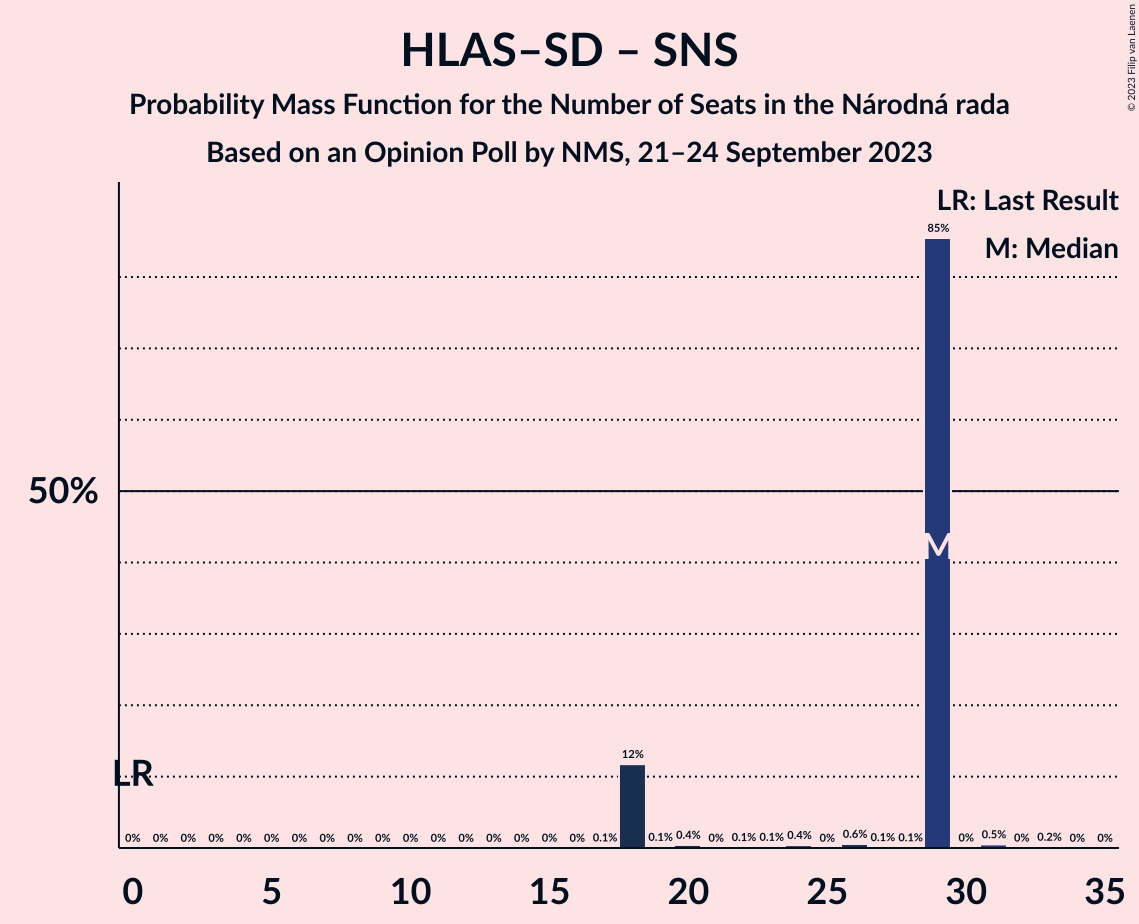 HLAS–SD – SNS
Probability Mass Function for the Number of Seats in the Národná rada
Based on an Opinion Poll by NMS, 21–24 September 2023
© 2023 Filip van Laenen
LR: Last Result
M: Median
85%
50%
M
LR
12%
0% 0% 0% 0% 0% 0% 0% 0% 0% 0% 0% 0% 0% 0% 0% 0% 0% 0.1% 0.1% 0.4% 0% 0.1% 0.1% 0.4% 0% 0.6% 0.1% 0.1% 0% 0.5% 0% 0.2% 0% 0%
0 5 10 15 20 25 30 35